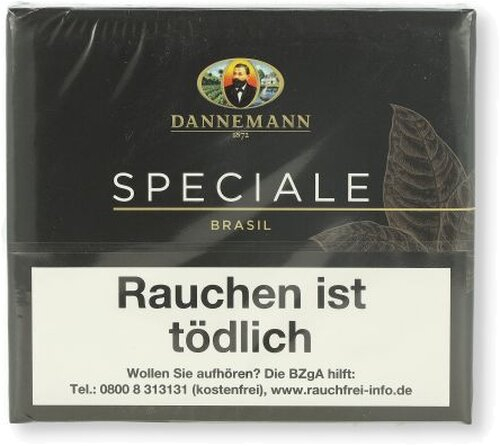 DANNEMANN
1872
SPECIALE
BRASIL
Rauchen ist
tödlich
Wollen Sie aufhören? Die BZgA hilft:
Tel.: 0800 8 313131 (kostenfrei), www.rauchfrei-info.de